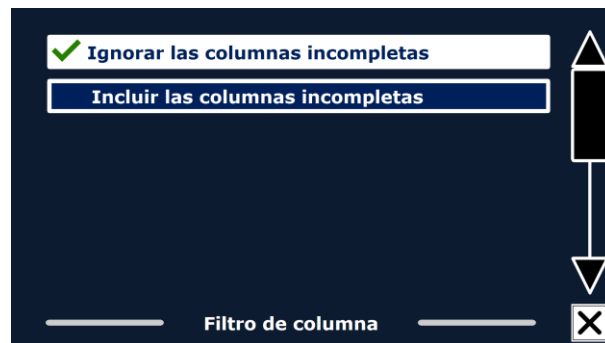 Ignorar las columnas incompletas
Incluir las columnas incompletas
Filtro de columna